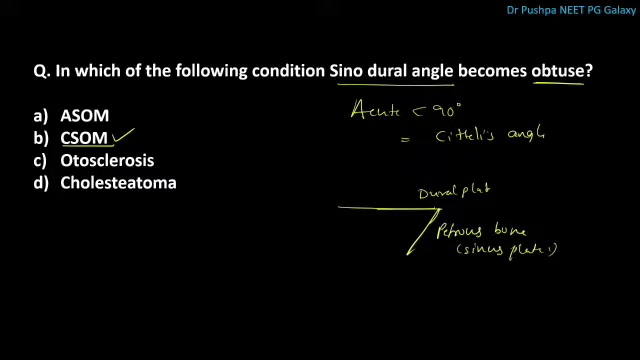 Dr Pushpa NEET PG Galaxy
Q. In which of the following condition Sino dural angle becomes obtuse?
a) ASOM
b) CSOM ✓
c) Otosclerosis
d) Cholesteatoma
Acute < 90°
= Citteli's angle
Dural plat
Petrous bone
(sinus plate)